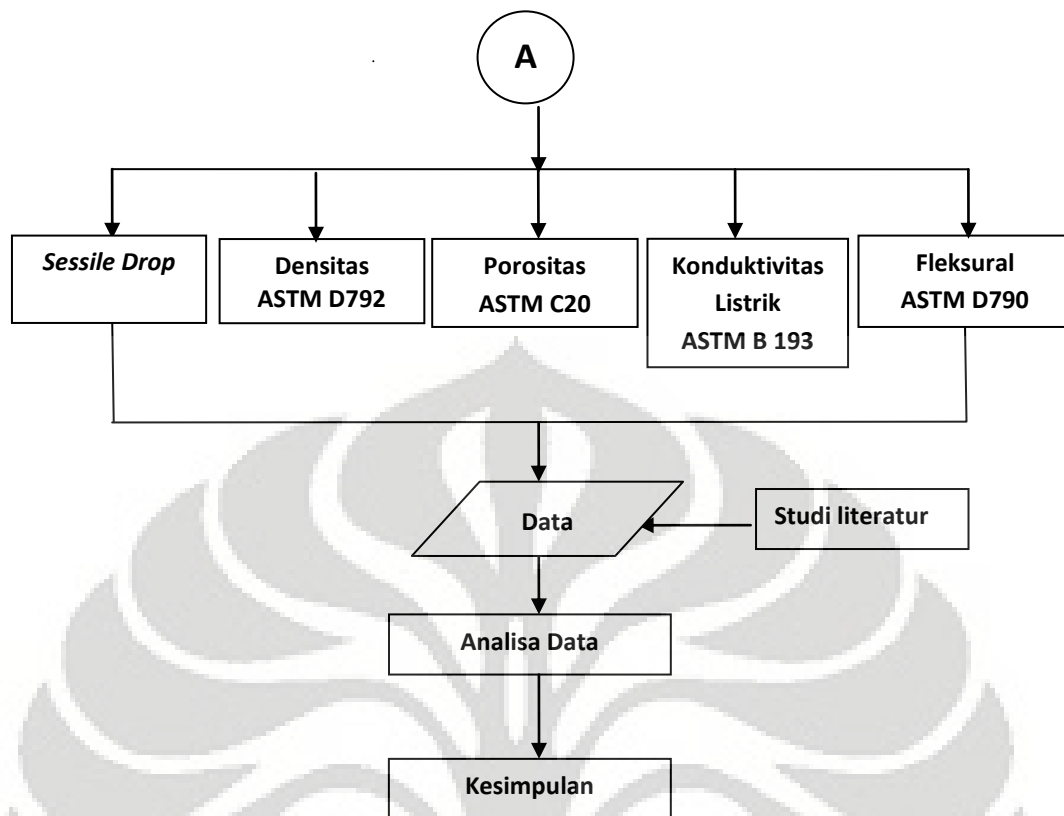 A
Sessile Drop
Densitas
ASTM D792
Porositas
ASTM C20
Konduktivitas
Listrik
ASTM B 193
Fleksural
ASTM D790
Data
Studi literatur
Analisa Data
Kesimpulan